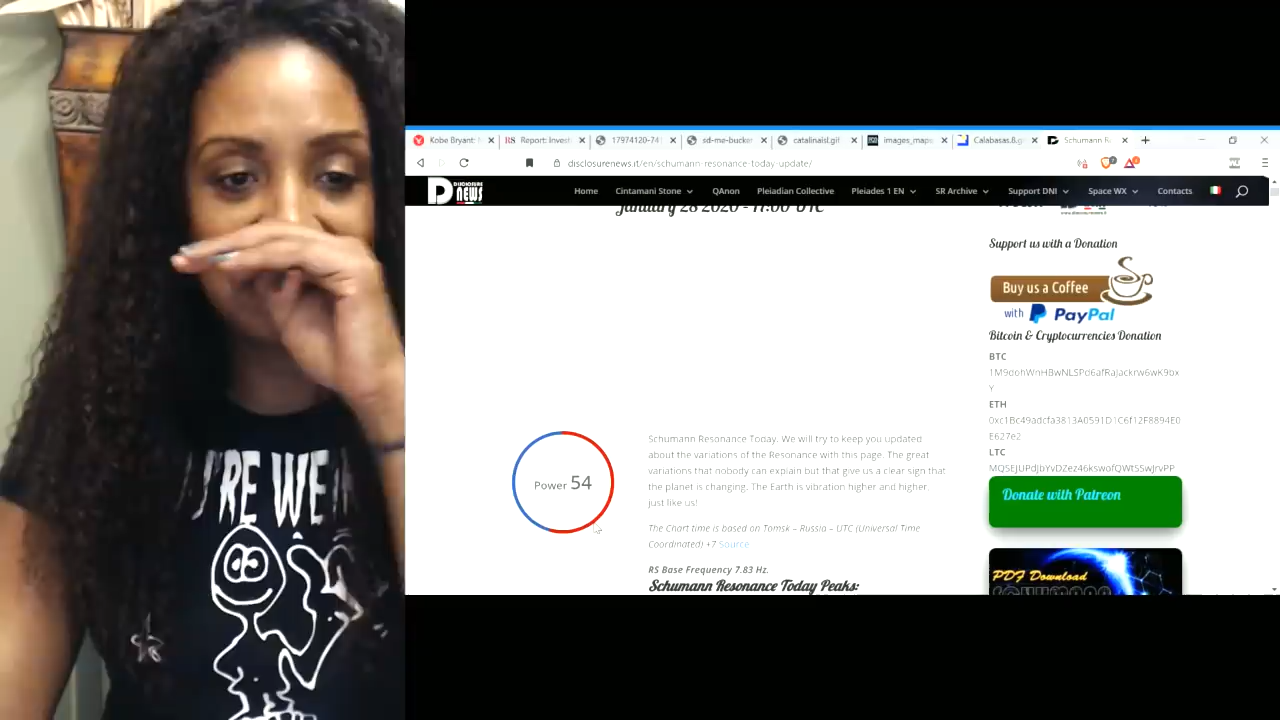 U'RE WE
Kobe Bryant:
RS Report: Invest
17974120-74
sd-me-bucke
catalinaisl.gif
images_map
Calabasas.8.g
Schumann R
disclosurenews.it/en/schumann-resonance-today-update/
DISCLOSURE NEWS
Home Cintamani Stone QAnon Pleiadian Collective Pleiades 1 EN SR Archive Support DNI Space WX Contacts
January 28 2020 - 17:00 UTC
Power 54
Schumann Resonance Today. We will try to keep you updated
about the variations of the Resonance with this page. The great
variations that nobody can explain but that give us a clear sign that
the planet is changing. The Earth is vibration higher and higher,
just like us!
The Chart time is based on Tomsk – Russia – UTC (Universal Time
Coordinated) +7 Source
RS Base Frequency 7.83 Hz.
Schumann Resonance Today Peaks:
Support us with a Donation
Buy us a Coffee
with PayPal
Bitcoin & Cryptocurrencies Donation
BTC
1M9dohWnHBwNLSPd6afRaJackrw6wK9bx
Y
ETH
0xc1Bc49adcfa3813A0591D1C6f12F8894E0
E627e2
LTC
MQSEJUPdjbYvDZez46kswofQWtSSwJrvPP
Donate with Patreon
PDF Download